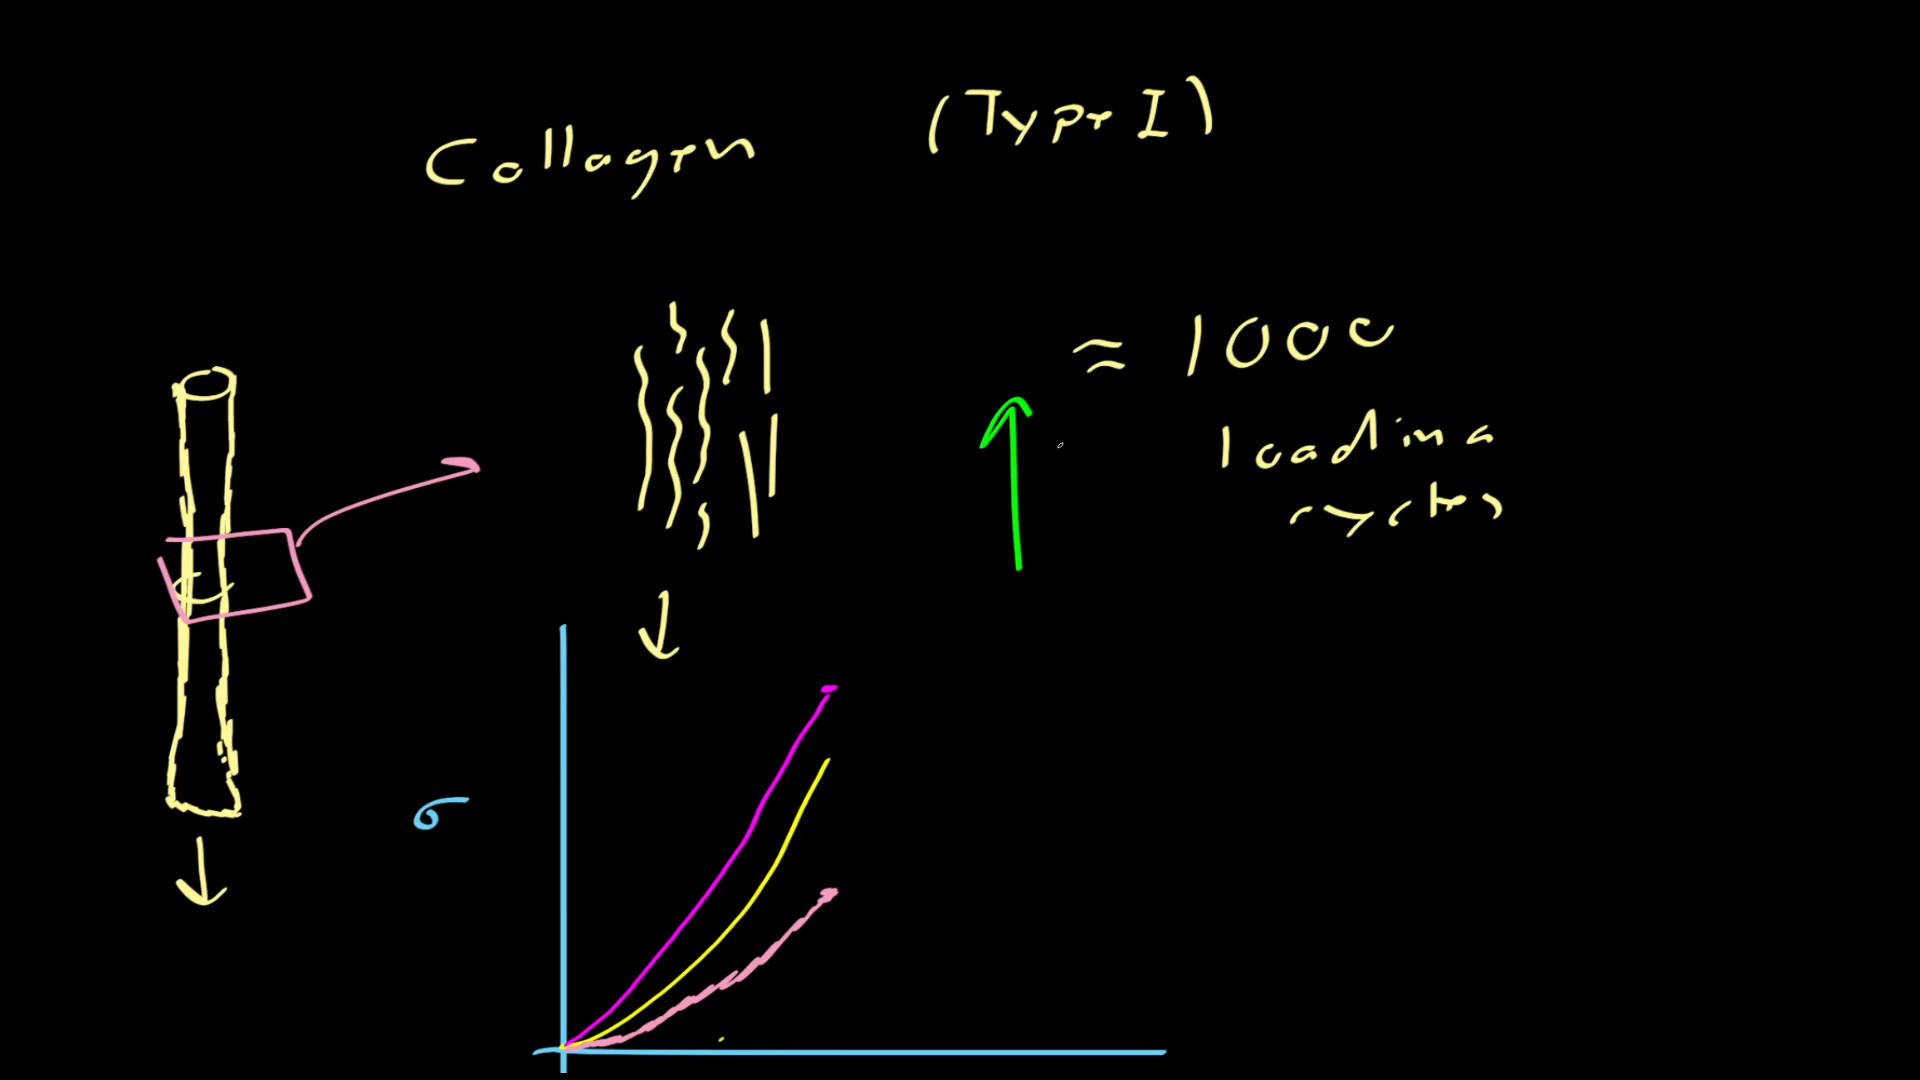 Collagen (Type I)
≈ 1000
loading
cycles
σ